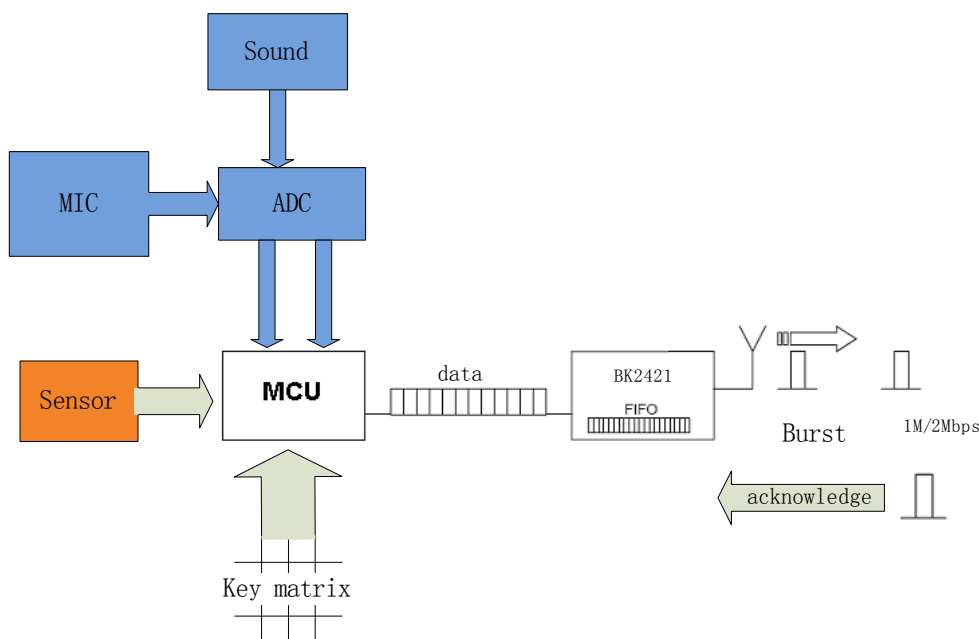 Sound
MIC
ADC
Sensor
MCU
data
BK2421
FIFO
Burst
1M/2Mbps
acknowledge
Key matrix